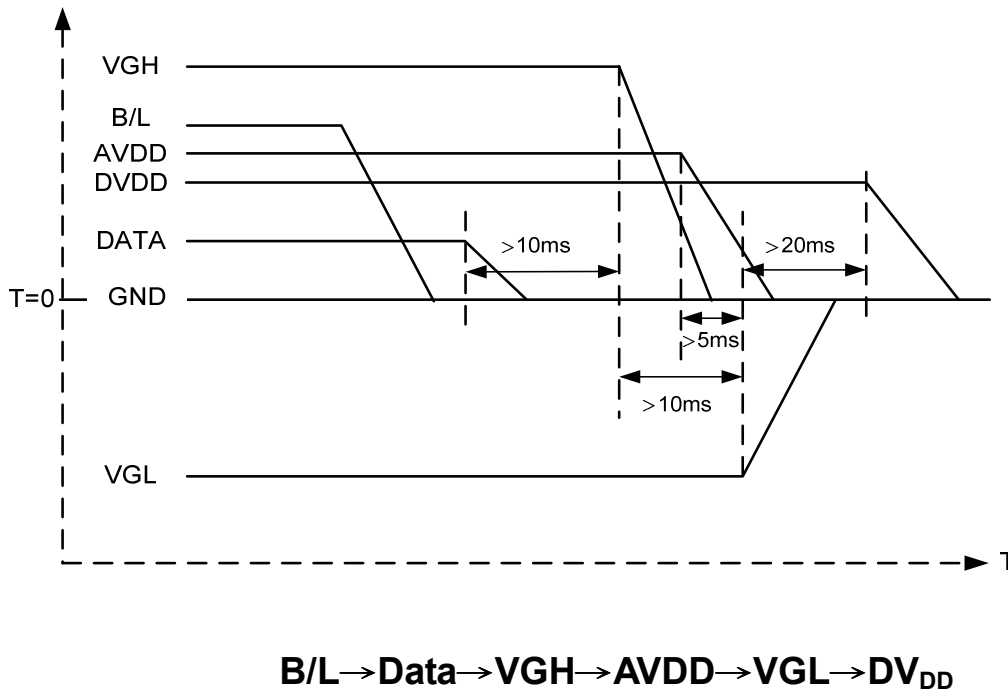 VGH
B/L
AVDD
DVDD
DATA
>10ms
>20ms
T=0
GND
>5ms
>10ms
VGL
T
B/L→Data→VGH→AVDD→VGL→DVDD